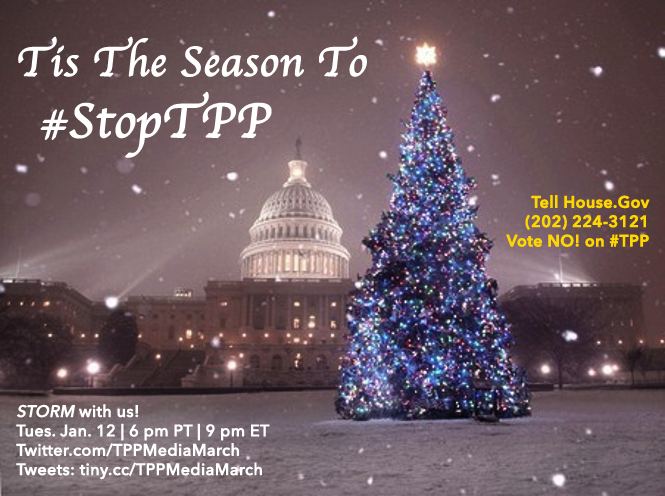 Tis The Season To
#StopTPP
Tell House.Gov
(202) 224-3121
Vote NO! on #TPP
STORM with us!
Tues. Jan. 12 | 6 pm PT | 9 pm ET
Twitter.com/TPPMediaMarch
Tweets: tiny.cc/TPPMediaMarch